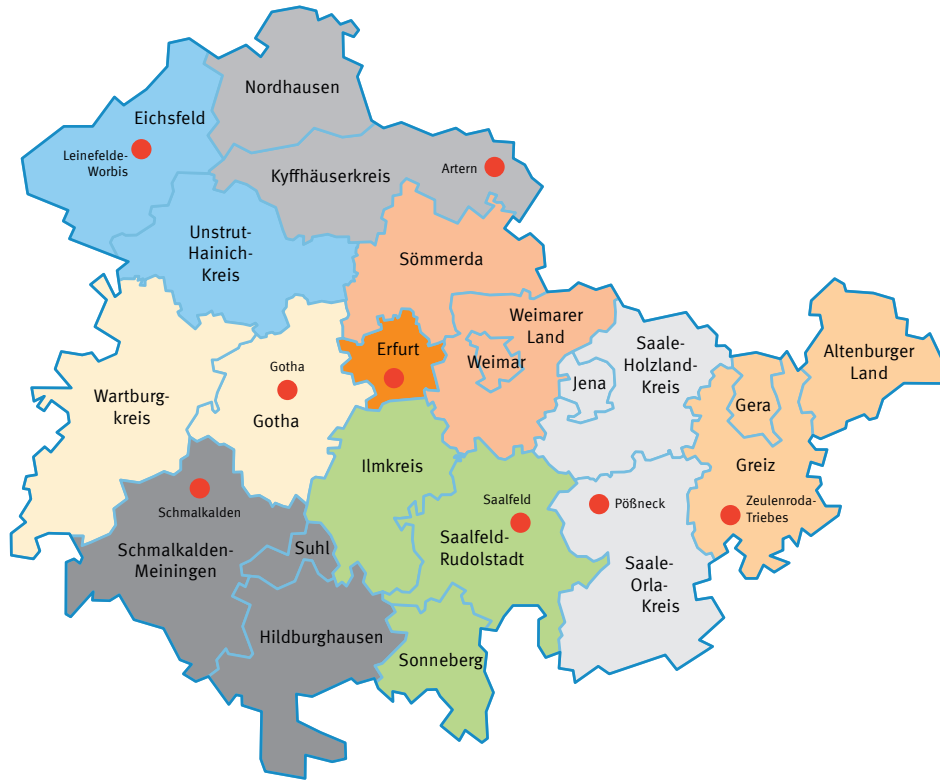 Nordhausen
Eichsfeld
Leinefelde-
Worbis
Kyffhäuserkreis
Artern
Unstrut-
Hainich-
Kreis
Sömmerda
Weimarer
Land
Weimar
Erfurt
Gotha
Gotha
Wartburg-
kreis
Saale-
Holzland-
Kreis
Jena
Altenburger
Land
Gera
Greiz
Zeulenroda-
Triebes
Ilmkreis
Saalfeld
Saalfeld-
Rudolstadt
Pößneck
Saale-
Orla-
Kreis
Schmalkalden
Schmalkalden-
Meiningen
Suhl
Hildburghausen
Sonneberg